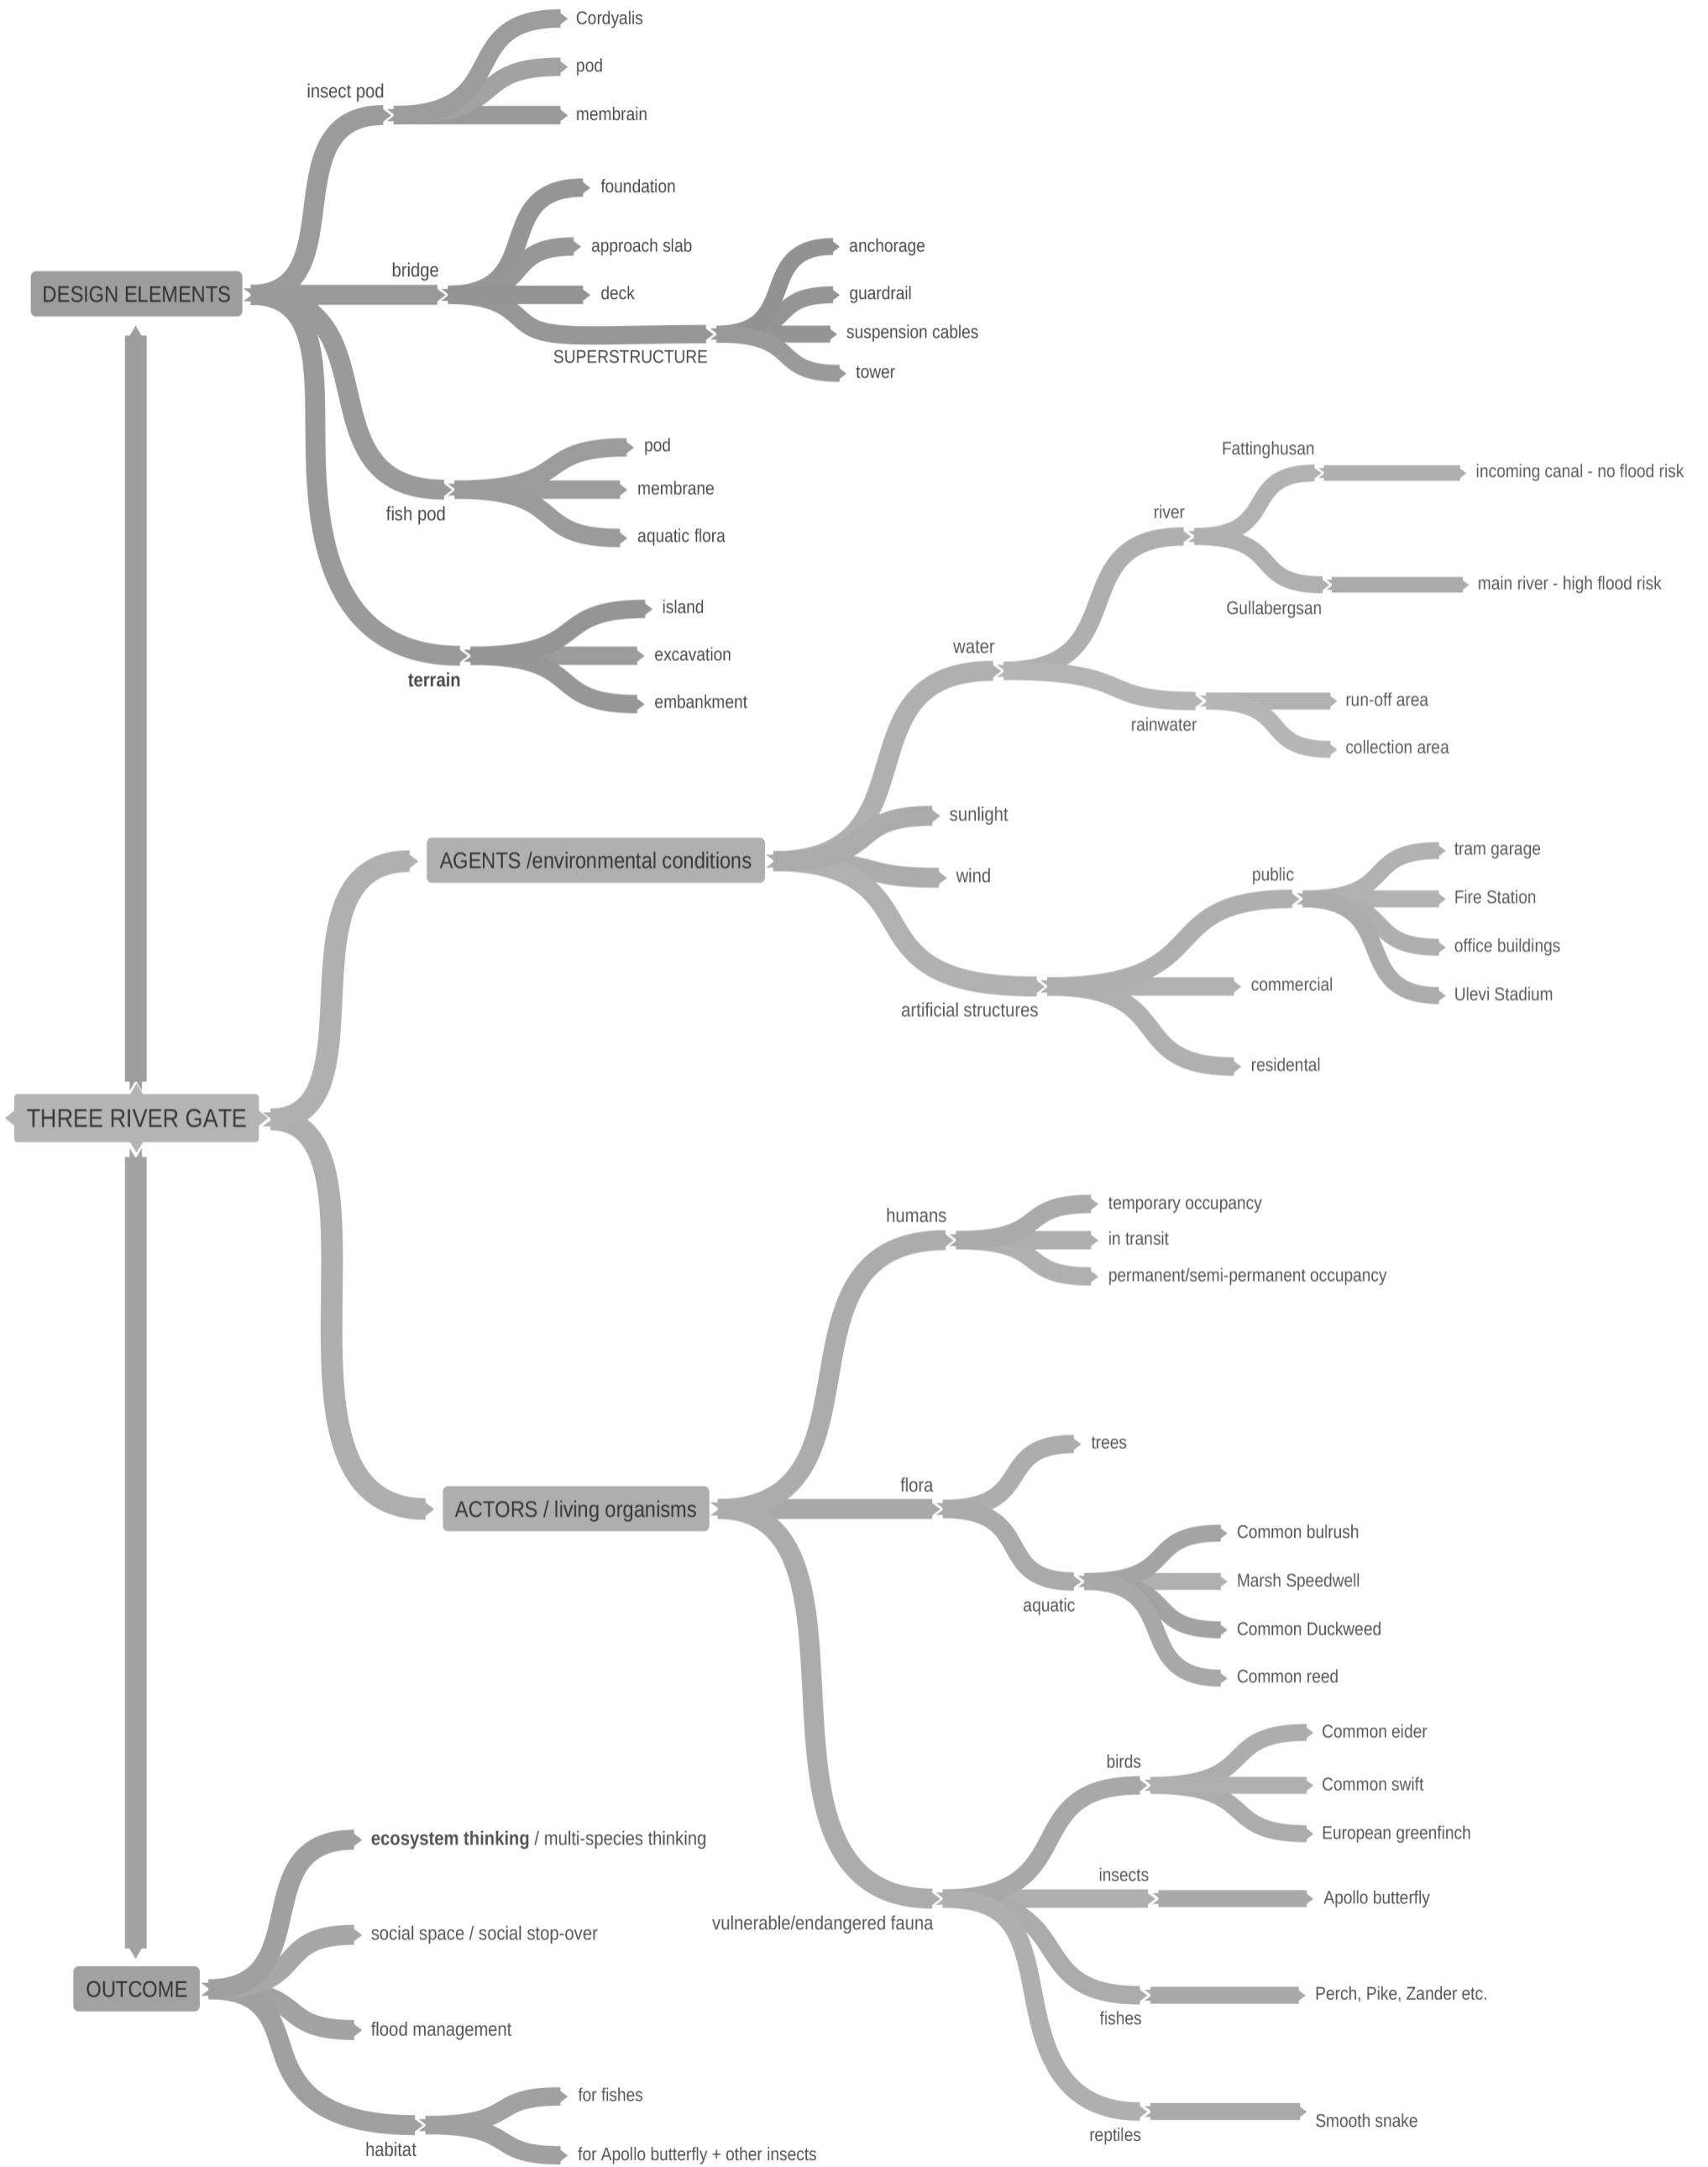 Cordyalis
pod
insect pod
membrain
foundation
approach slab
bridge
deck
SUPERSTRUCTURE
anchorage
guardrail
suspension cables
tower
DESIGN ELEMENTS
pod
membrane
fish pod
aquatic flora
island
excavation
terrain
embankment
Fattinghusan
incoming canal - no flood risk
river
main river - high flood risk
Gullabergsan
water
run-off area
rainwater
collection area
sunlight
AGENTS /environmental conditions
wind
public
tram garage
Fire Station
office buildings
Ulevi Stadium
commercial
artificial structures
residental
THREE RIVER GATE
humans
temporary occupancy
in transit
permanent/semi-permanent occupancy
trees
flora
ACTORS / living organisms
Common bulrush
Marsh Speedwell
aquatic
Common Duckweed
Common reed
Common eider
birds
Common swift
European greenfinch
insects
Apollo butterfly
vulnerable/endangered fauna
Perch, Pike, Zander etc.
fishes
Smooth snake
reptiles
ecosystem thinking / multi-species thinking
social space / social stop-over
OUTCOME
flood management
for fishes
habitat
for Apollo butterfly + other insects